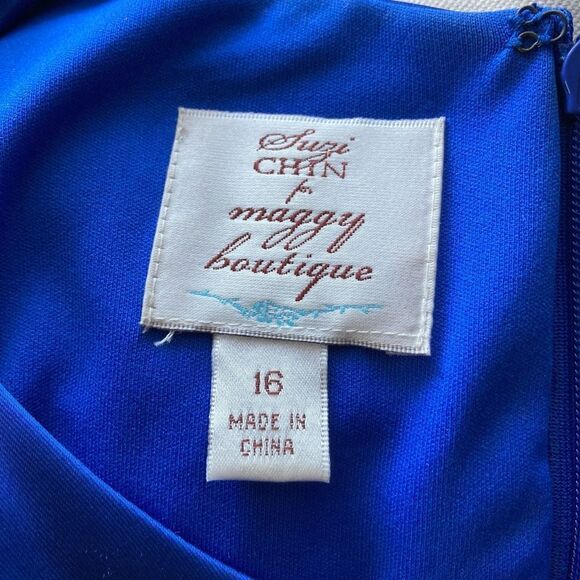 Suzi
CHIN
for
maggy
boutique
16
MADE IN
CHINA